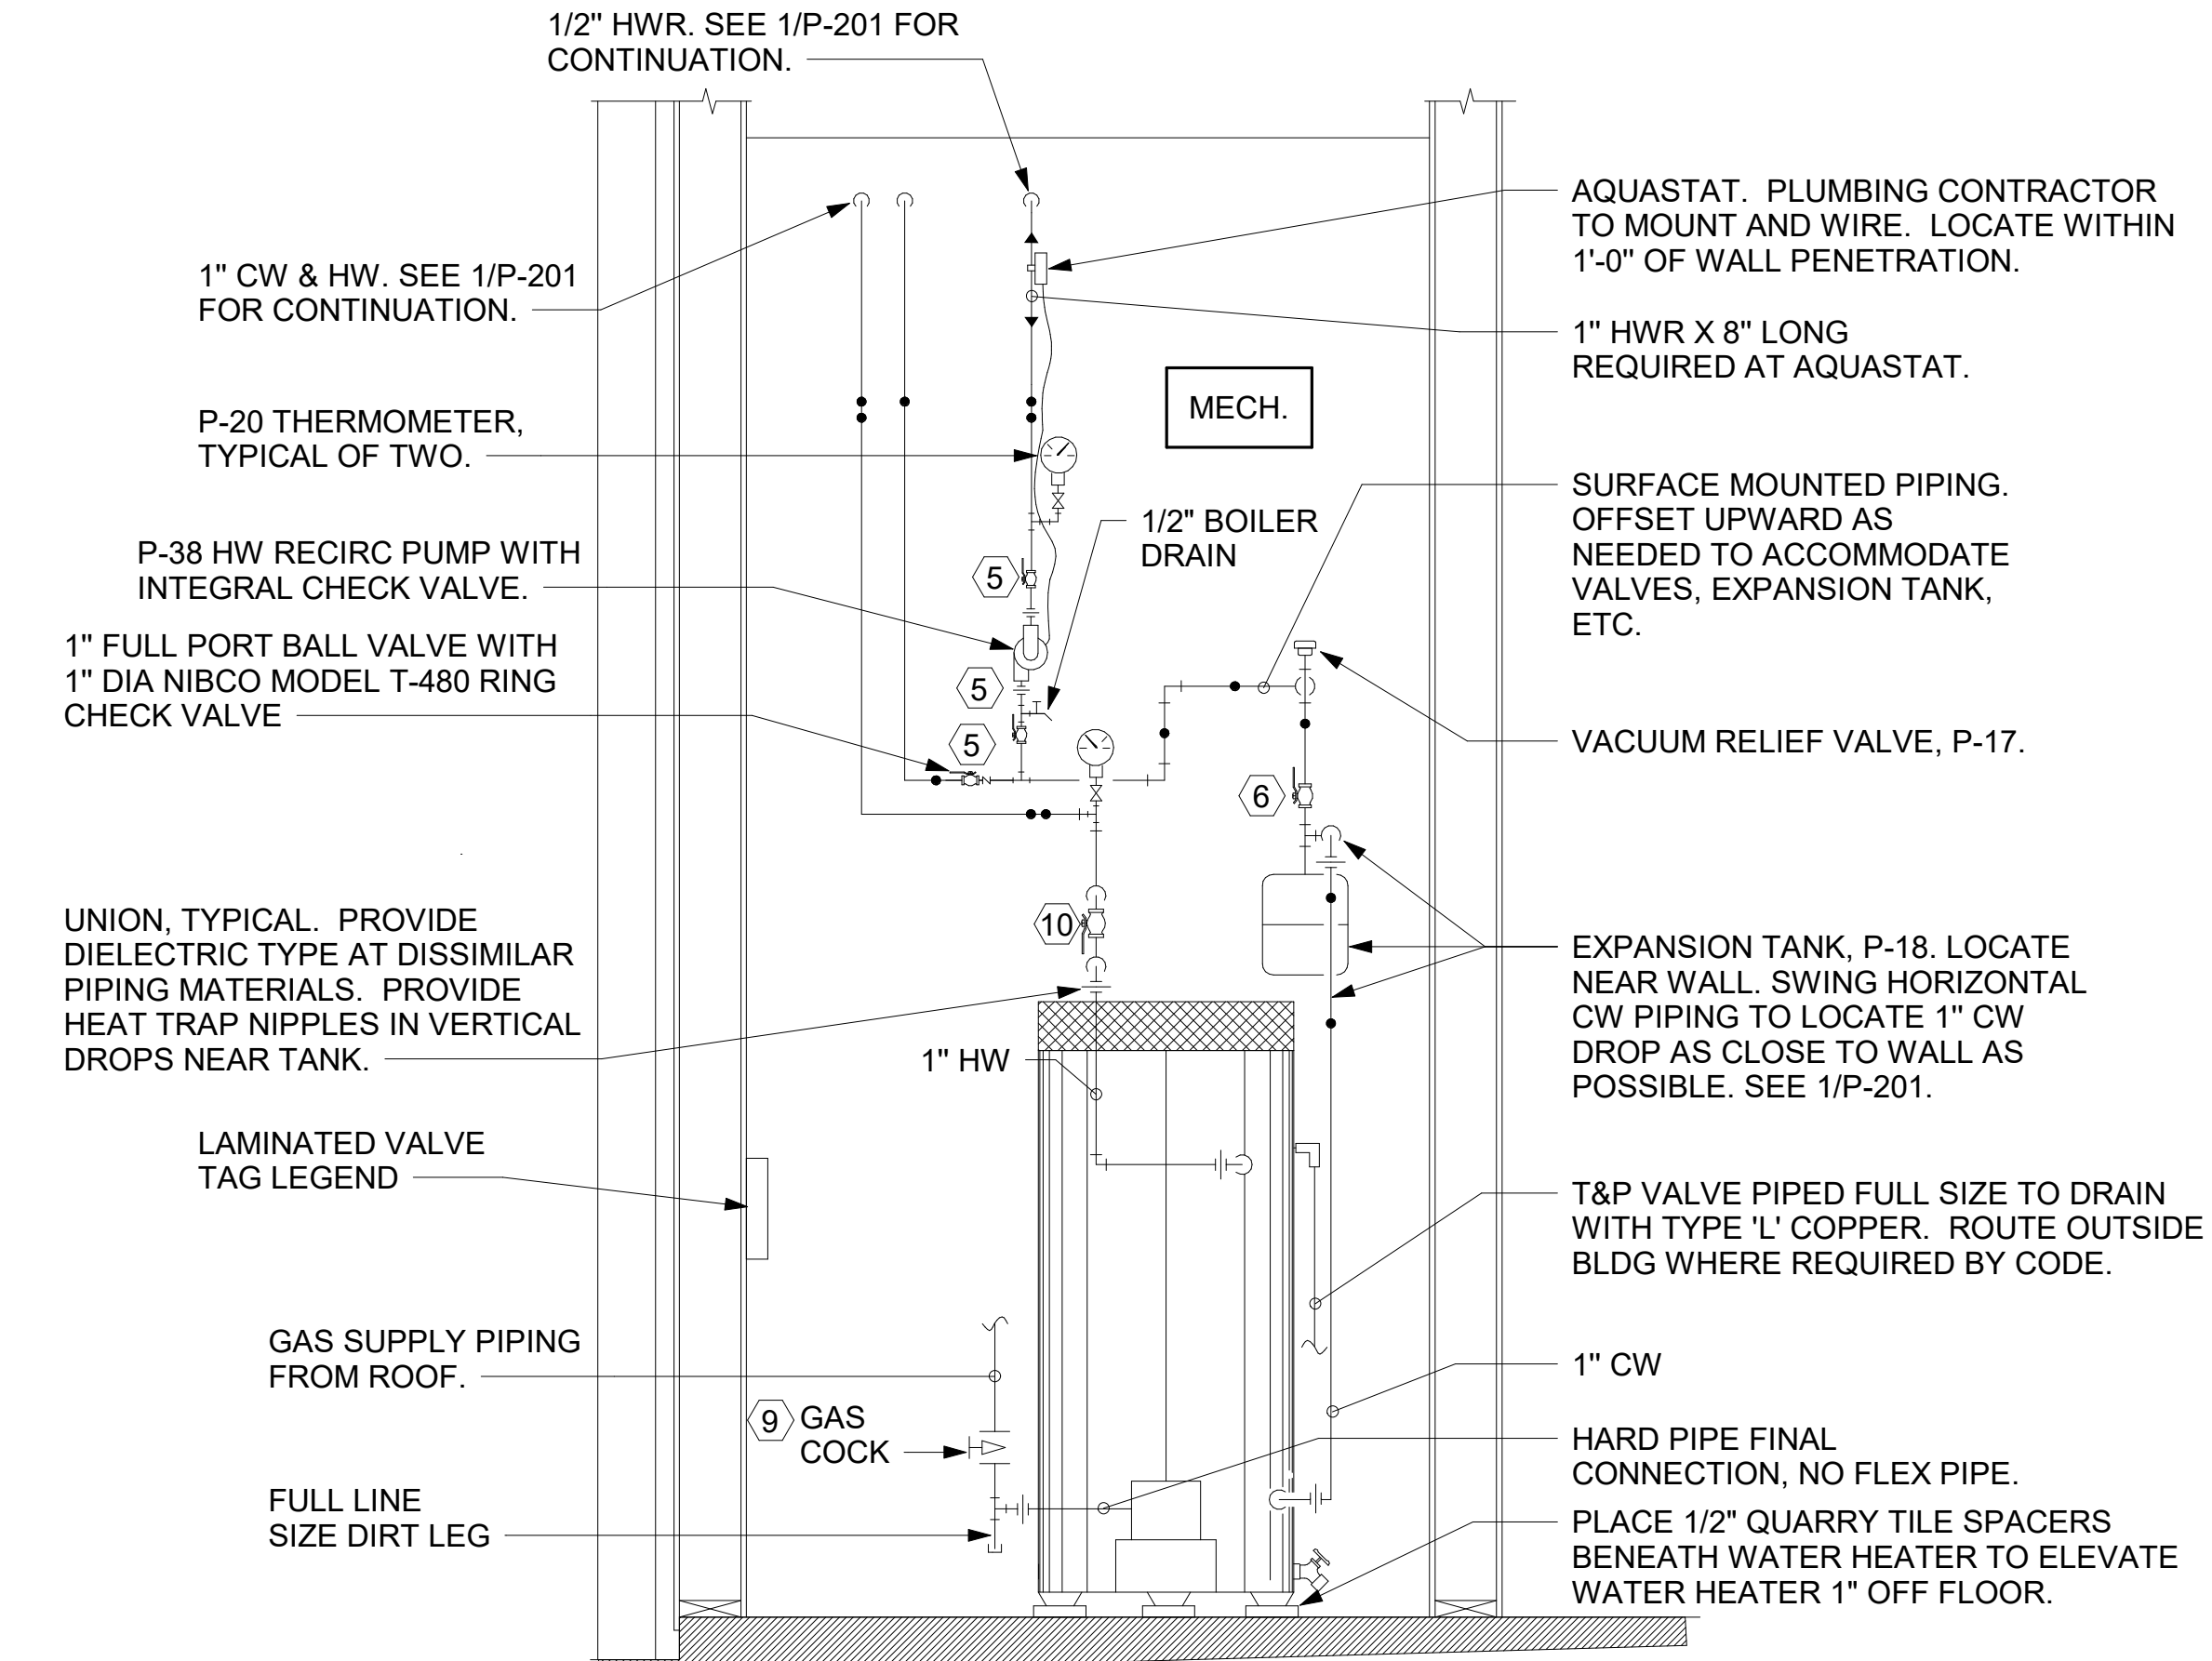 1/2" HWR. SEE 1/P-201 FOR
CONTINUATION.
1" CW & HW. SEE 1/P-201
FOR CONTINUATION.
P-20 THERMOMETER,
TYPICAL OF TWO.
P-38 HW RECIRC PUMP WITH
INTEGRAL CHECK VALVE.
1" FULL PORT BALL VALVE WITH
1" DIA NIBCO MODEL T-480 RING
CHECK VALVE
UNION, TYPICAL. PROVIDE
DIELECTRIC TYPE AT DISSIMILAR
PIPING MATERIALS. PROVIDE
HEAT TRAP NIPPLES IN VERTICAL
DROPS NEAR TANK.
LAMINATED VALVE
TAG LEGEND
GAS SUPPLY PIPING
FROM ROOF.
9
GAS
COCK
FULL LINE
SIZE DIRT LEG
MECH.
1/2" BOILER
DRAIN
5
5
5
6
10
1" HW
AQUASTAT. PLUMBING CONTRACTOR
TO MOUNT AND WIRE. LOCATE WITHIN
1'-0" OF WALL PENETRATION.
1" HWR X 8" LONG
REQUIRED AT AQUASTAT.
SURFACE MOUNTED PIPING.
OFFSET UPWARD AS
NEEDED TO ACCOMMODATE
VALVES, EXPANSION TANK,
ETC.
VACUUM RELIEF VALVE, P-17.
EXPANSION TANK, P-18. LOCATE
NEAR WALL. SWING HORIZONTAL
CW PIPING TO LOCATE 1" CW
DROP AS CLOSE TO WALL AS
POSSIBLE. SEE 1/P-201.
T&P VALVE PIPED FULL SIZE TO DRAIN
WITH TYPE 'L' COPPER. ROUTE OUTSIDE
BLDG WHERE REQUIRED BY CODE.
1" CW
HARD PIPE FINAL
CONNECTION, NO FLEX PIPE.
PLACE 1/2" QUARRY TILE SPACERS
BENEATH WATER HEATER TO ELEVATE
WATER HEATER 1" OFF FLOOR.